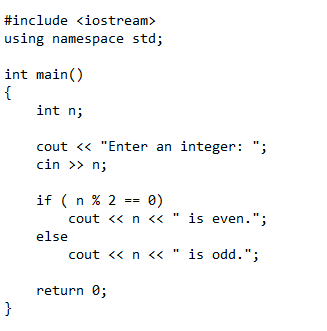 #include <iostream>
using namespace std;

int main()
{
    int n;

    cout << "Enter an integer: ";
    cin >> n;

    if ( n % 2 == 0)
        cout << n << " is even.";
    else
        cout << n << " is odd.";

    return 0;
}